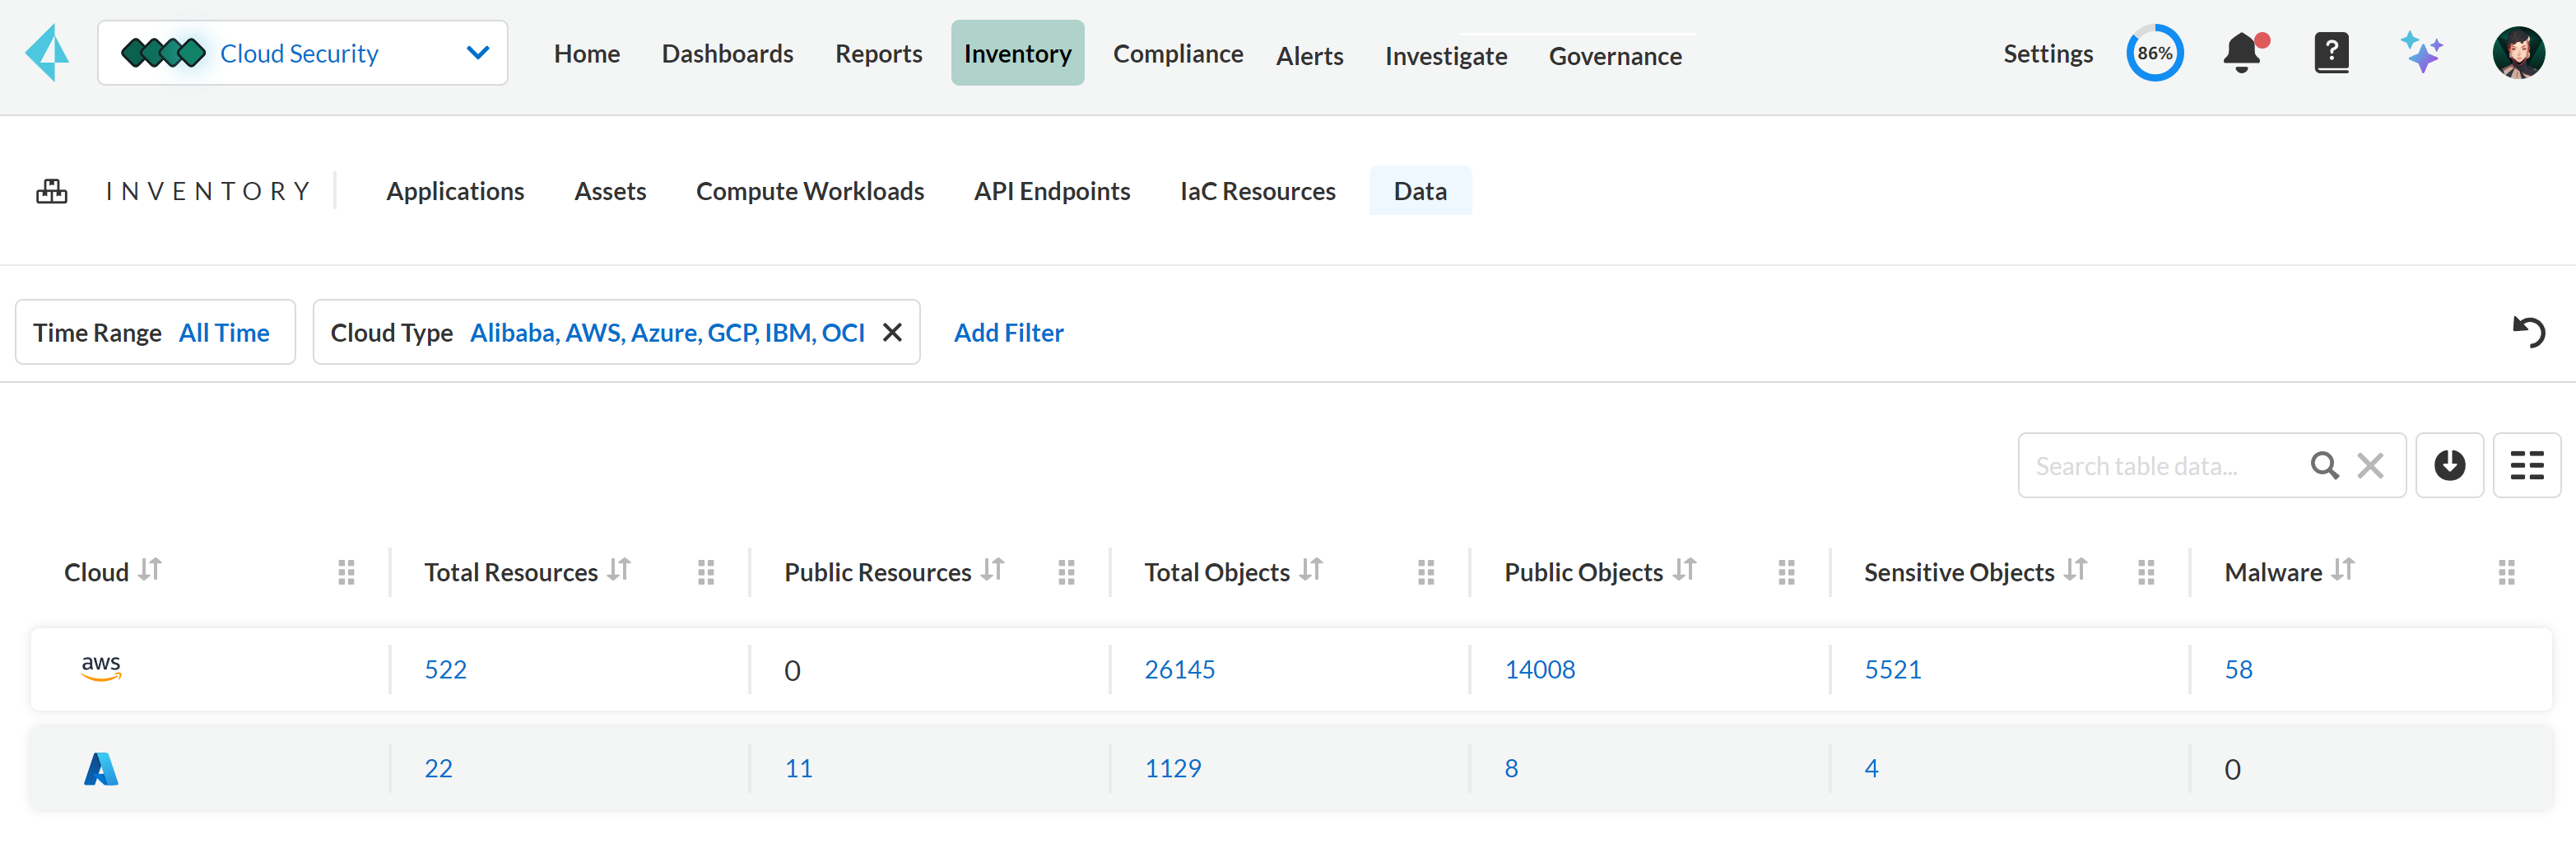 Cloud Security Home Dashboards Reports Inventory Compliance Alerts Investigate Governance Settings 86% ?
INVENTORY Applications Assets Compute Workloads API Endpoints IaC Resources Data
Time Range All Time Cloud Type Alibaba, AWS, Azure, GCP, IBM, OCI Add Filter
Search table data...
Cloud Total Resources Public Resources Total Objects Public Objects Sensitive Objects Malware
aws 522 0 26145 14008 5521 58
22 11 1129 8 4 0